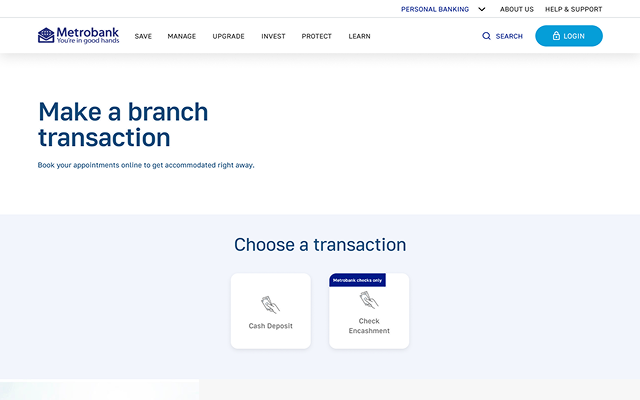 PERSONAL BANKING
ABOUT US
HELP & SUPPORT
Metrobank
You're in good hands
SAVE
MANAGE
UPGRADE
INVEST
PROTECT
LEARN
SEARCH
LOGIN
Make a branch
transaction
Book your appointments online to get accommodated right away.
Choose a transaction
Cash Deposit
Metrobank checks only
Check
Encashment